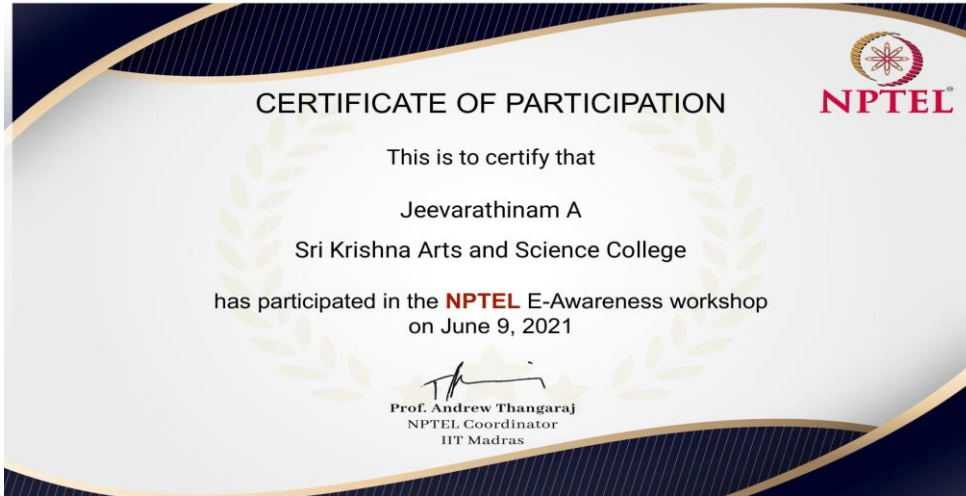 NPTEL®
CERTIFICATE OF PARTICIPATION
This is to certify that
Jeevarathinam A
Sri Krishna Arts and Science College
has participated in the NPTEL E-Awareness workshop
on June 9, 2021
Prof. Andrew Thangaraj
NPTEL Coordinator
IIT Madras